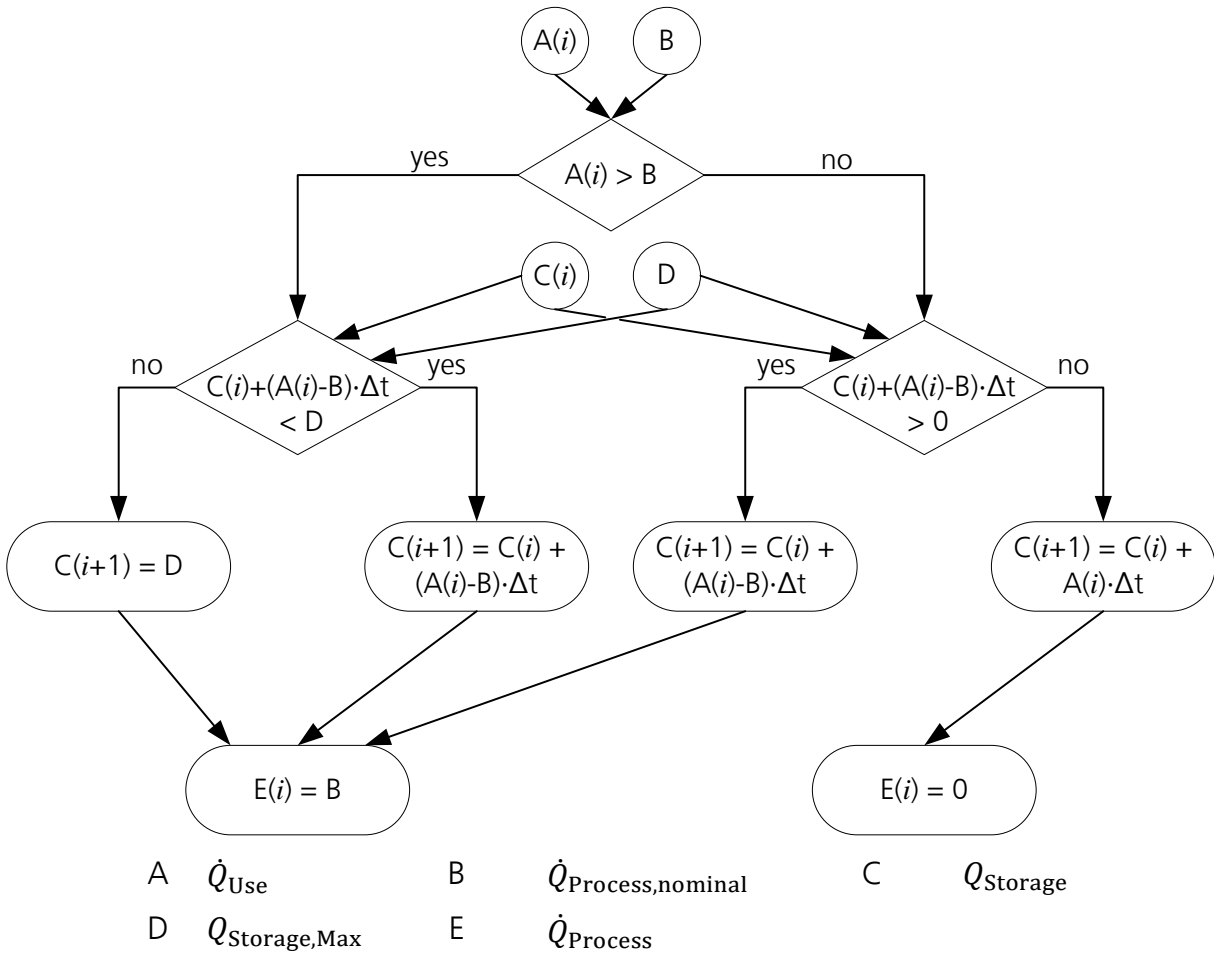 A(i)
B
yes
A(i) > B
no
C(i)
D
no
C(i)+(A(i)-B)·Δt
< D
yes
yes
C(i)+(A(i)-B)·Δt
> 0
no
C(i+1) = D
C(i+1) = C(i) +
(A(i)-B)·Δt
C(i+1) = C(i) +
(A(i)-B)·Δt
C(i+1) = C(i) +
A(i)·Δt
E(i) = B
E(i) = 0
A Q̇Use B Q̇Process,nominal C QStorage
D QStorage,Max E Q̇Process